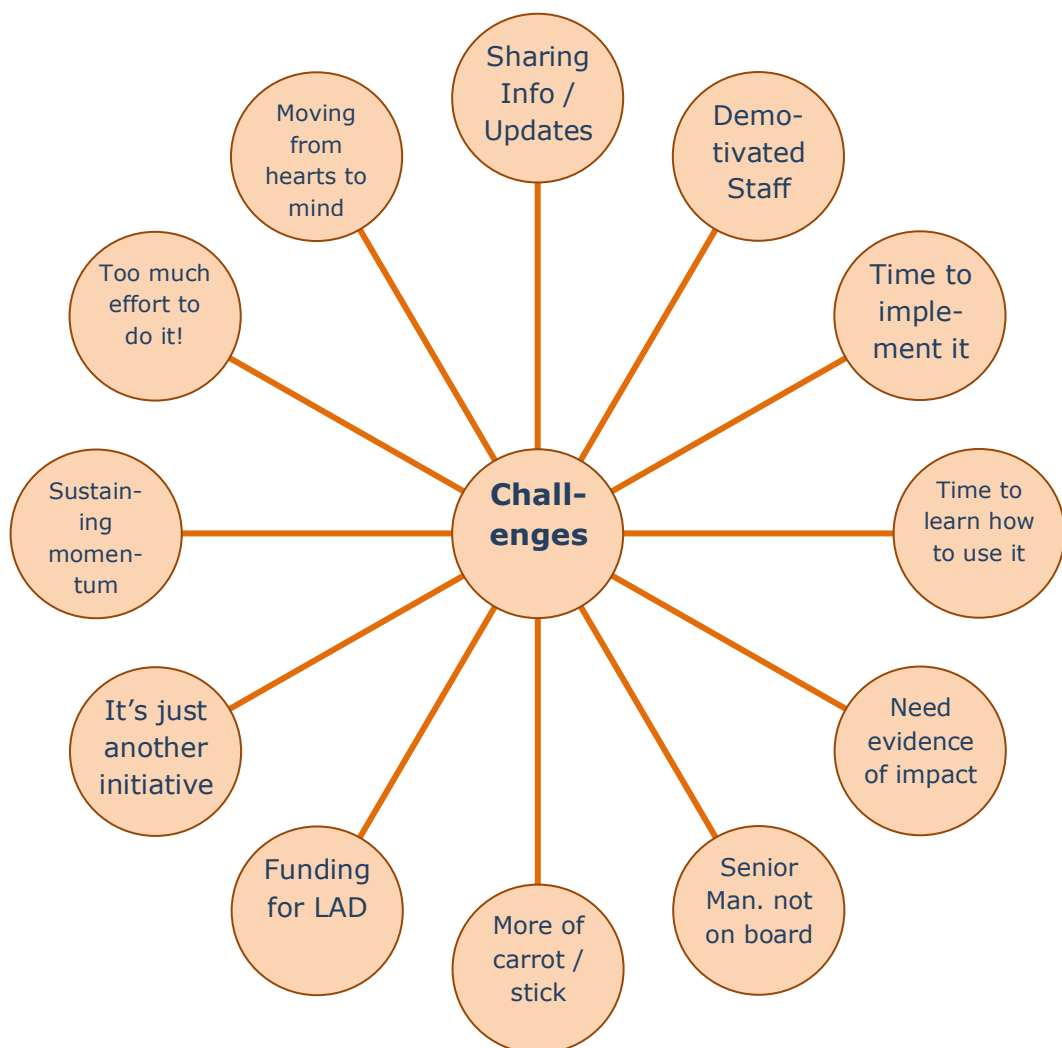 Sharing
Info /
Updates
Demo-
tivated
Staff
Time to
imple-
ment it
Time to
learn how
to use it
Need
evidence
of impact
Senior
Man. not
on board
More of
carrot /
stick
Funding
for LAD
It’s just
another
initiative
Sustain-
ing
momen-
tum
Too much
effort to
do it!
Moving
from
hearts to
mind
Chall-
enges